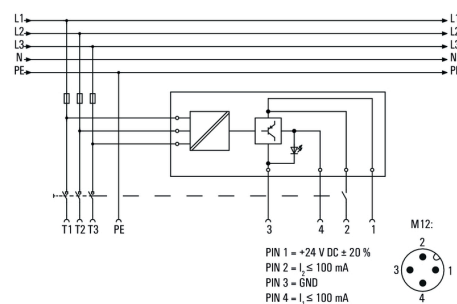 L1 L1
L2 L2
L3 L3
N N
PE PE
T1 T2 T3 PE 3 4 2 1
M12:
2
3 1
4
PIN 1 = +24 V DC ± 20 %
PIN 2 = I2 ≤ 100 mA
PIN 3 = GND
PIN 4 = I1 ≤ 100 mA